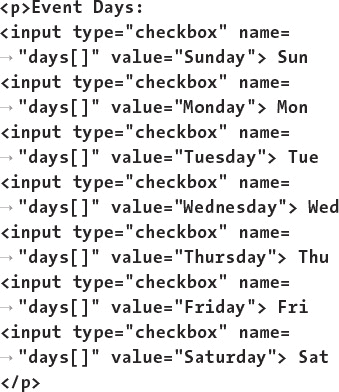 <p>Event Days:
<input type="checkbox" name=
→ "days[]" value="Sunday"> Sun
<input type="checkbox" name=
→ "days[]" value="Monday"> Mon
<input type="checkbox" name=
→ "days[]" value="Tuesday"> Tue
<input type="checkbox" name=
→ "days[]" value="Wednesday"> Wed
<input type="checkbox" name=
→ "days[]" value="Thursday"> Thu
<input type="checkbox" name=
→ "days[]" value="Friday"> Fri
<input type="checkbox" name=
→ "days[]" value="Saturday"> Sat
</p>